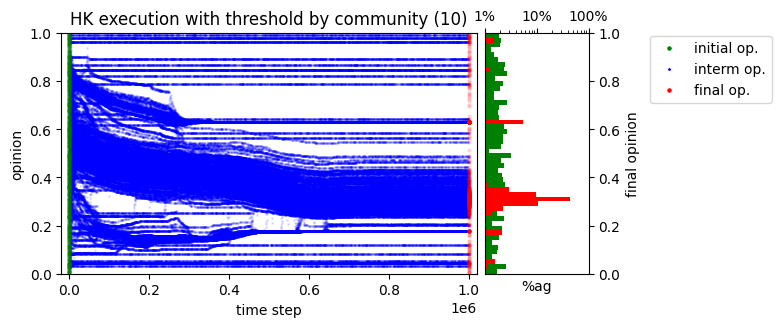 HK execution with threshold by community (10)
1% 10% 100%
initial op.
interm op.
final op.
opinion
1.0
0.8
0.6
0.4
0.2
0.0
final opinion
1.0
0.8
0.6
0.4
0.2
0.0
0.0 0.2 0.4 0.6 0.8 1.0
1e6
time step
%ag